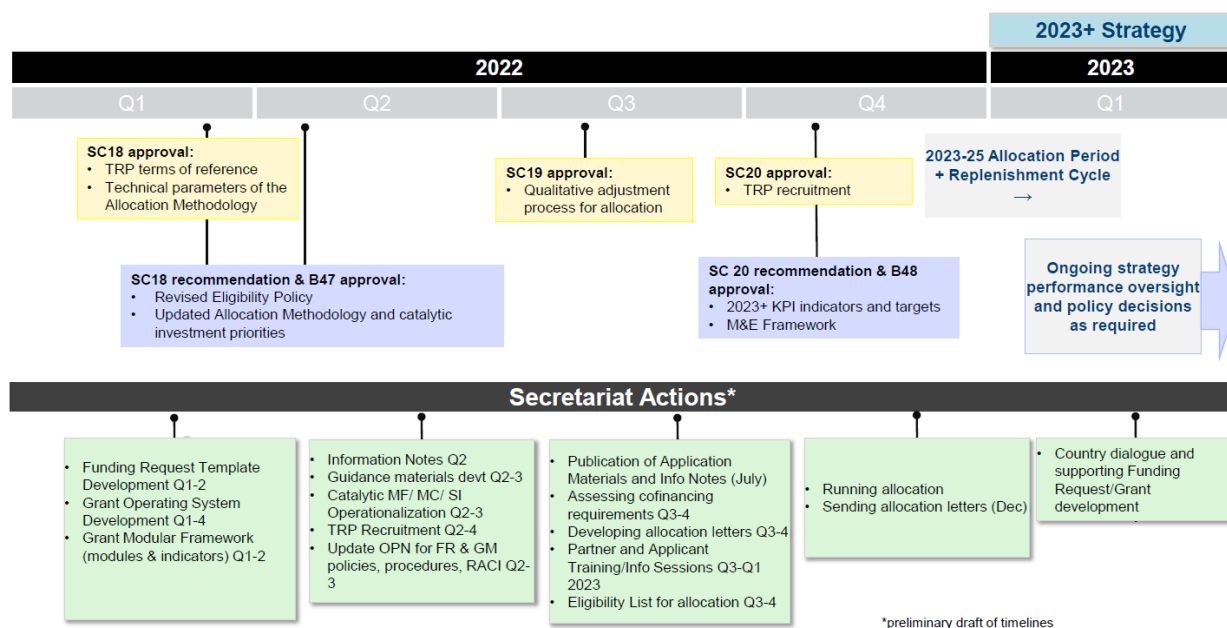 2023+ Strategy
2022
2023
Q1
Q2
Q3
Q4
Q1
SC18 approval:
• TRP terms of reference
• Technical parameters of the
Allocation Methodology
SC19 approval:
• Qualitative adjustment
process for allocation
SC20 approval:
• TRP recruitment
2023-25 Allocation Period
+ Replenishment Cycle
→
SC18 recommendation & B47 approval:
• Revised Eligibility Policy
• Updated Allocation Methodology and catalytic
investment priorities
SC 20 recommendation & B48
approval:
• 2023+ KPI indicators and targets
• M&E Framework
Ongoing strategy
performance oversight
and policy decisions
as required
Secretariat Actions*
• Funding Request Template
Development Q1-2
• Grant Operating System
Development Q1-4
• Grant Modular Framework
(modules & indicators) Q1-2
• Information Notes Q2
• Guidance materials devt Q2-3
• Catalytic MF/ MC/ SI
Operationalization Q2-3
• TRP Recruitment Q2-4
• Update OPN for FR & GM
policies, procedures, RACI Q2-
3
• Publication of Application
Materials and Info Notes (July)
• Assessing cofinancing
requirements Q3-4
• Developing allocation letters Q3-4
• Partner and Applicant
Training/Info Sessions Q3-Q1
2023
• Eligibility List for allocation Q3-4
• Running allocation
• Sending allocation letters (Dec)
• Country dialogue and
supporting Funding
Request/Grant
development
*preliminary draft of timelines